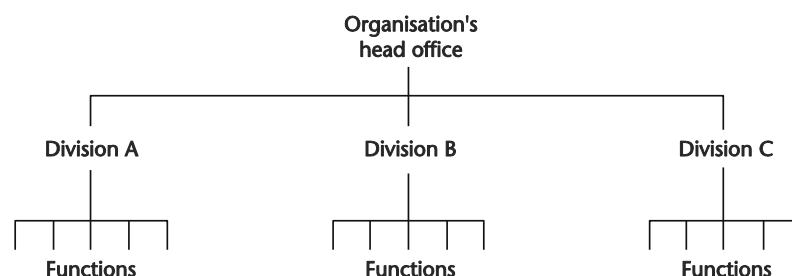 Organisation's
head office
Division A
Division B
Division C
Functions
Functions
Functions